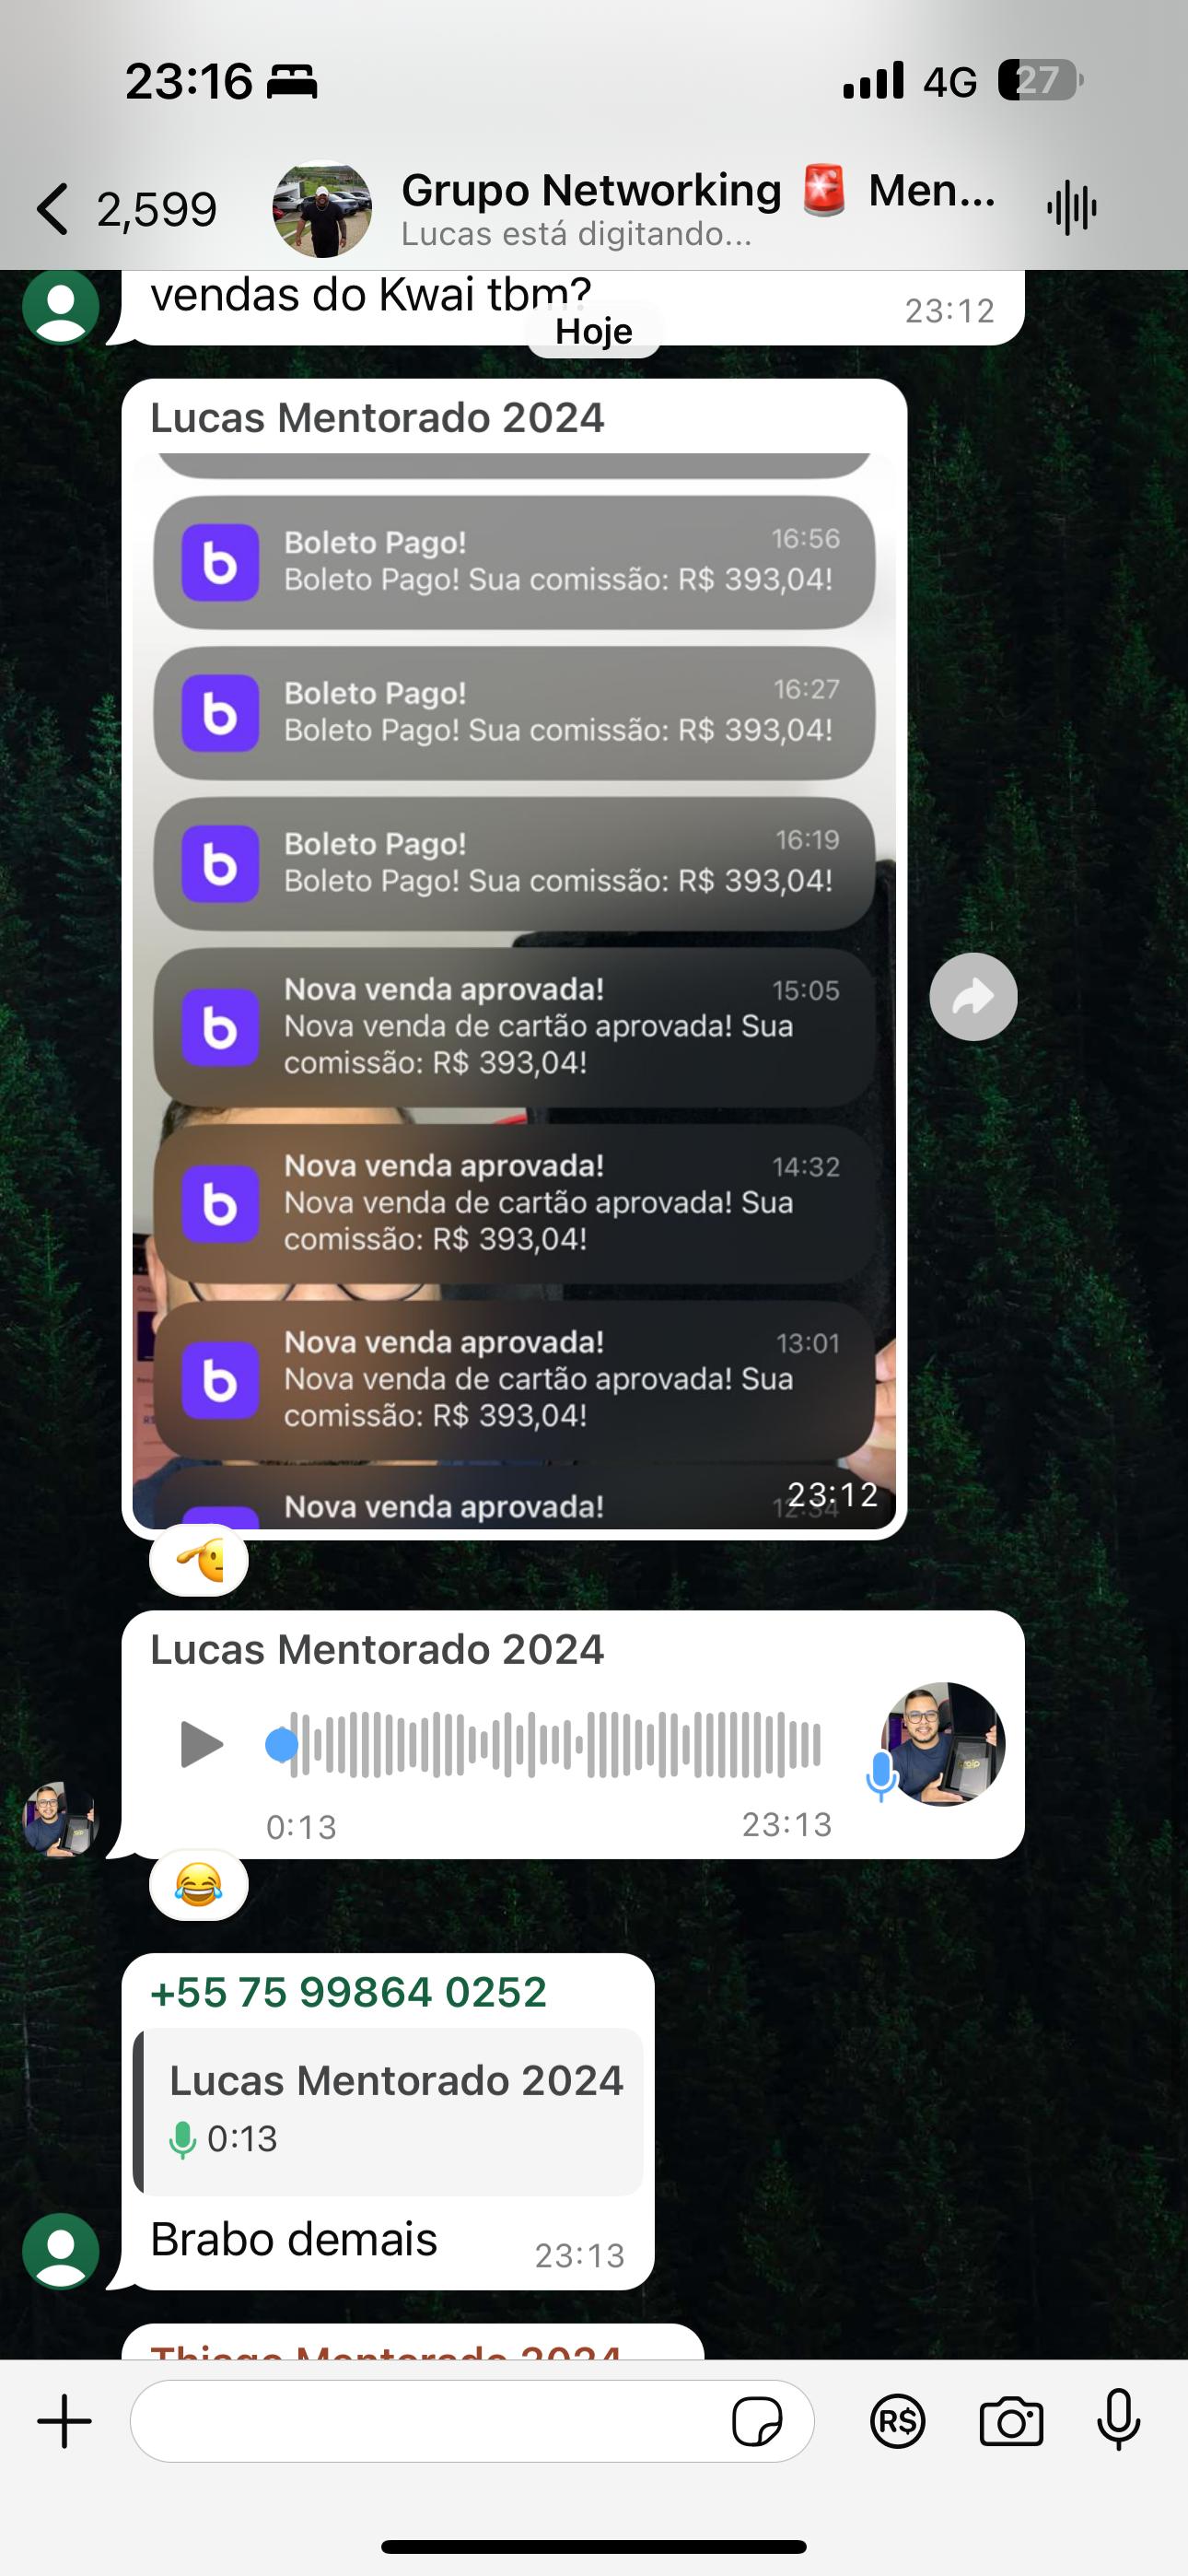 23:16
4G 27
2,599
Grupo Networking 🚨 Men...
Lucas está digitando...
vendas do Kwai tbm?
23:12
Hoje
Lucas Mentorado 2024
Boleto Pago! 16:56
Boleto Pago! Sua comissão: R$ 393,04!
Boleto Pago! 16:27
Boleto Pago! Sua comissão: R$ 393,04!
Boleto Pago! 16:19
Boleto Pago! Sua comissão: R$ 393,04!
Nova venda aprovada! 15:05
Nova venda de cartão aprovada! Sua
comissão: R$ 393,04!
Nova venda aprovada! 14:32
Nova venda de cartão aprovada! Sua
comissão: R$ 393,04!
Nova venda aprovada! 13:01
Nova venda de cartão aprovada! Sua
comissão: R$ 393,04!
Nova venda aprovada! 12:34
23:12
Lucas Mentorado 2024
0:13 23:13
+55 75 99864 0252
Lucas Mentorado 2024
0:13
Brabo demais 23:13
Thiago Mentorado 2024
R$